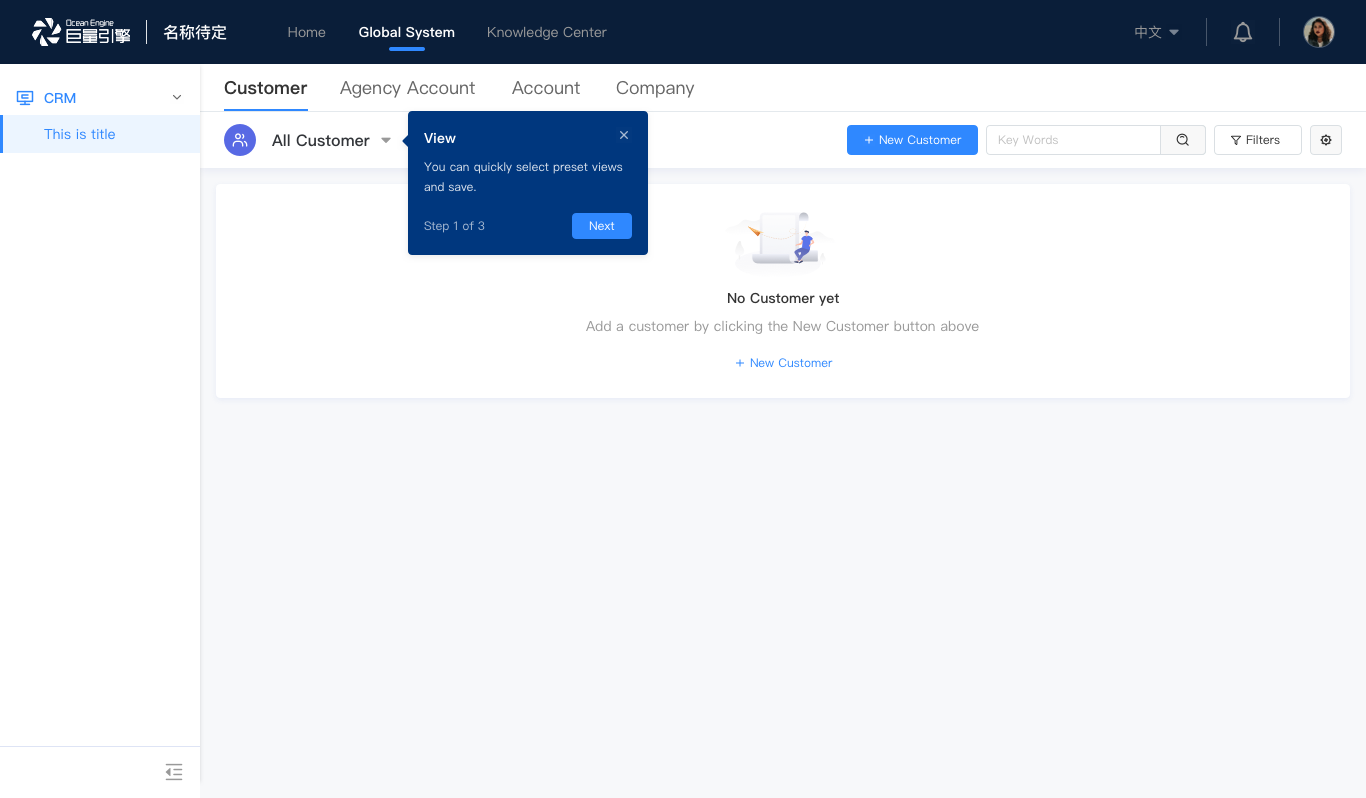 Ocean Engine
巨量引擎
名称待定
Home
Global System
Knowledge Center
中文
CRM
This is title
Customer
Agency Account
Account
Company
All Customer
View
You can quickly select preset views
and save.
Step 1 of 3
Next
+ New Customer
Key Words
Filters
No Customer yet
Add a customer by clicking the New Customer button above
+ New Customer